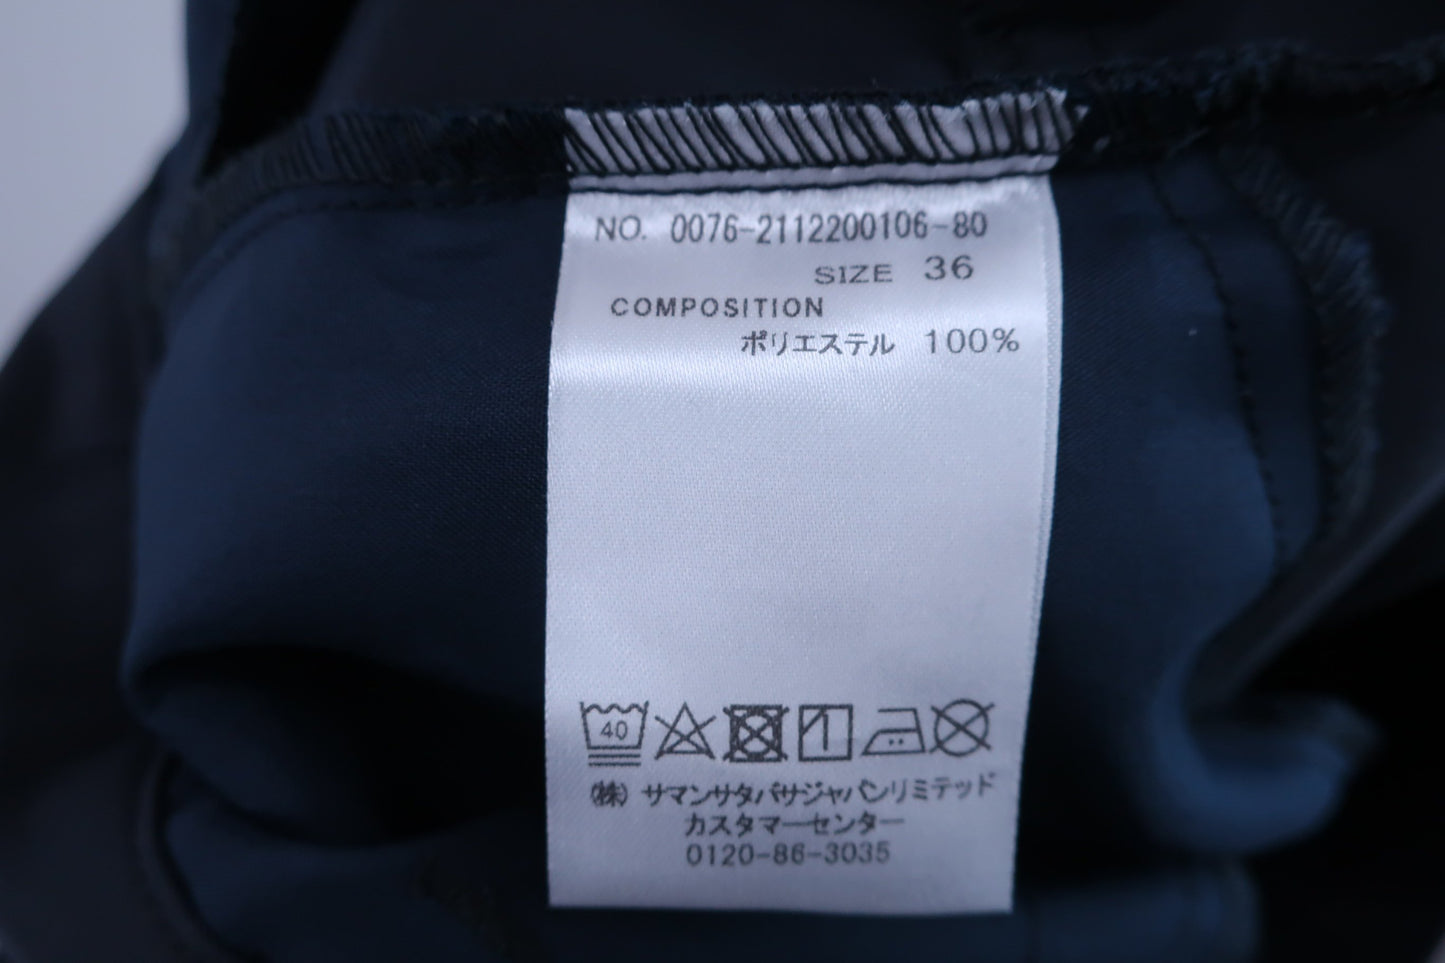 NO. 0076-2112200106-80
SIZE 36
COMPOSITION
ポリエステル 100%
40
(株) サマンサタバサジャパンリミテッド
カスタマーセンター
0120-86-3035